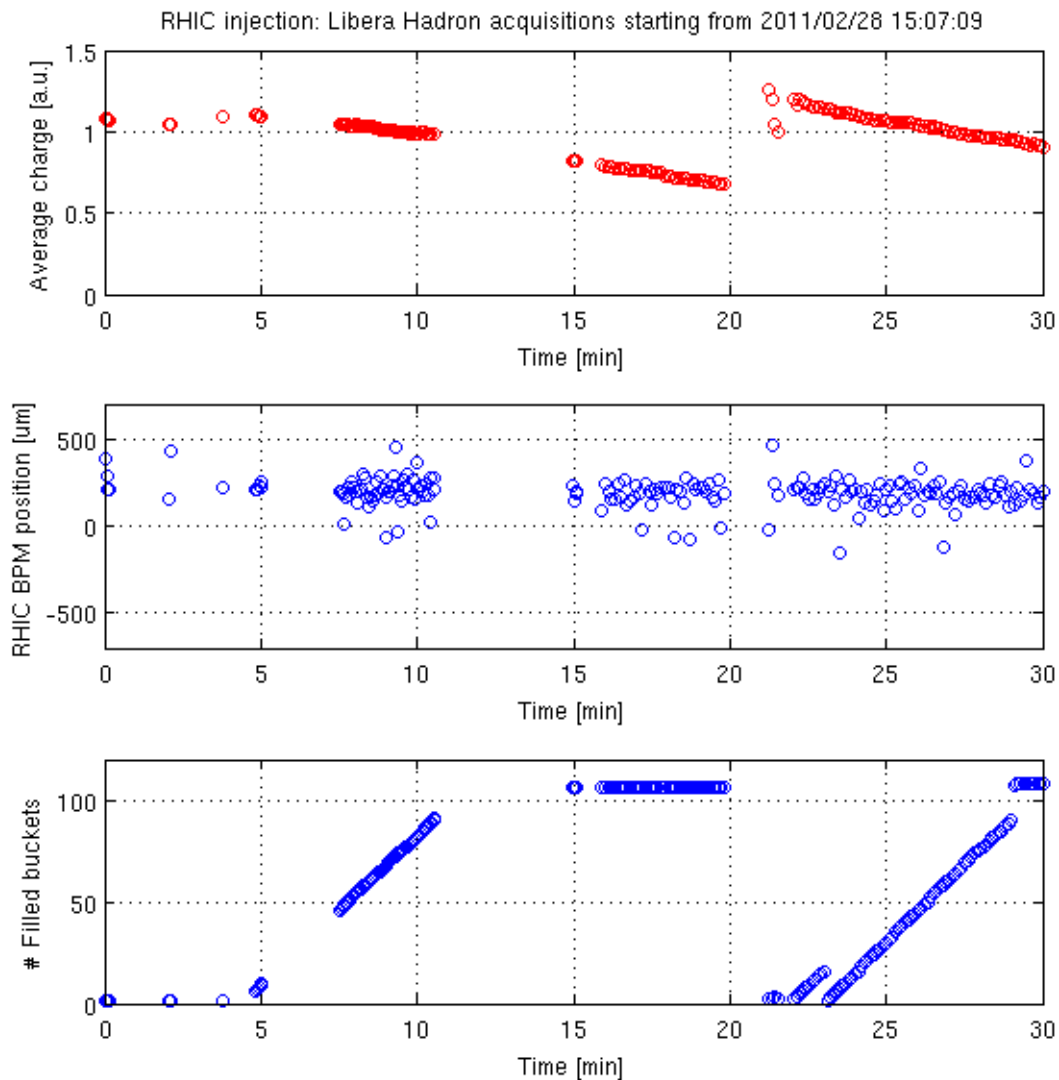 RHIC injection: Libera Hadron acquisitions starting from 2011/02/28 15:07:09
Average charge [a.u.]
1.5
1
0.5
0
0 5 10 15 20 25 30
Time [min]
RHIC BPM position [um]
500
0
-500
0 5 10 15 20 25 30
Time [min]
# Filled buckets
100
50
0
0 5 10 15 20 25 30
Time [min]